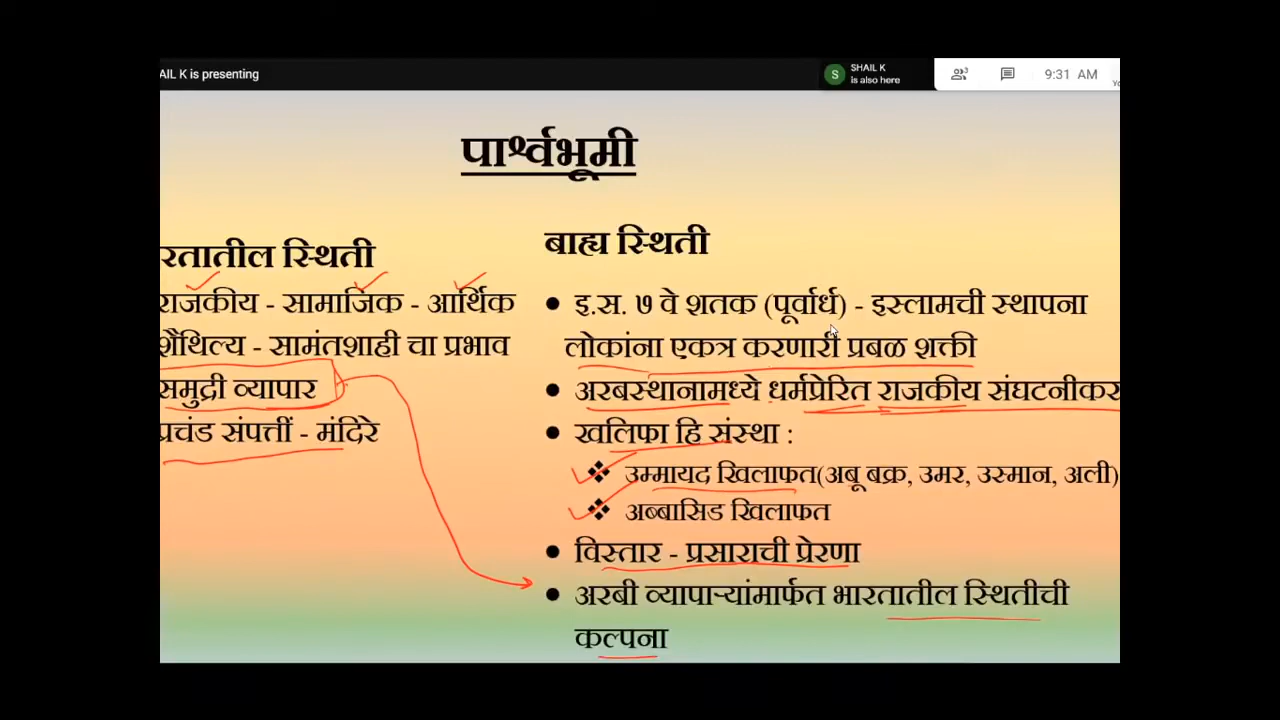 AIL K is presenting
S
SHAIL K
is also here
3
9:31 AM
पार्श्वभूमी
रतातील स्थिती
राजकीय - सामाजिक - आर्थिक
शैथिल्य - सामंतशाही चा प्रभाव
समुद्री व्यापार
प्रचंड संपत्तीं - मंदिरे
बाह्य स्थिती
• इ.स. ७ वे शतक (पूर्वार्ध) - इस्लामची स्थापना
लोकांना एकत्र करणारी प्रबळ शक्ती
• अरबस्थानामध्ये धर्मप्रेरित राजकीय संघटनीकर
• खलिफा हि संस्था :
❖ उम्मायद खिलाफत(अबू बक्र, उमर, उस्मान, अली)
❖ अब्बासिड खिलाफत
• विस्तार - प्रसाराची प्रेरणा
• अरबी व्यापाऱ्यांमार्फत भारतातील स्थितीची
कल्पना